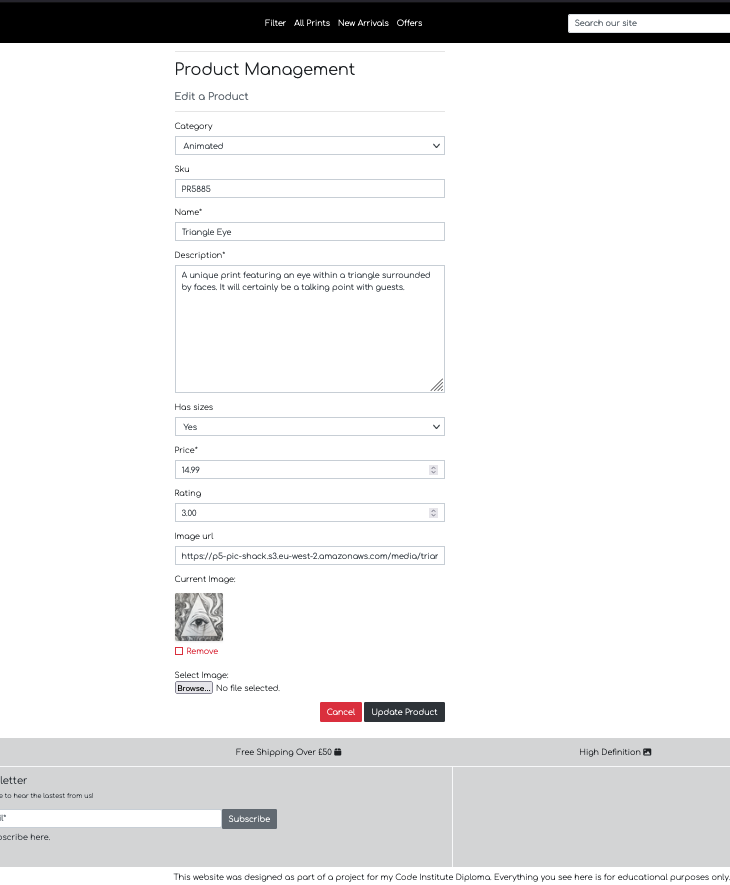 Filter All Prints New Arrivals Offers
Search our site
Product Management
Edit a Product
Category
Animated
Sku
PR5885
Name*
Triangle Eye
Description*
A unique print featuring an eye within a triangle surrounded
by faces. It will certainly be a talking point with guests.
Has sizes
Yes
Price*
14.99
Rating
3.00
Image url
https://p5-pic-shack.s3.eu-west-2.amazonaws.com/media/triar
Current Image:
Remove
Select Image:
Browse... No file selected.
Cancel Update Product
Free Shipping Over £50 High Definition
letter
e to hear the lastest from us!
il*
Subscribe
oscribe here.
This website was designed as part of a project for my Code Institute Diploma. Everything you see here is for educational purposes only.